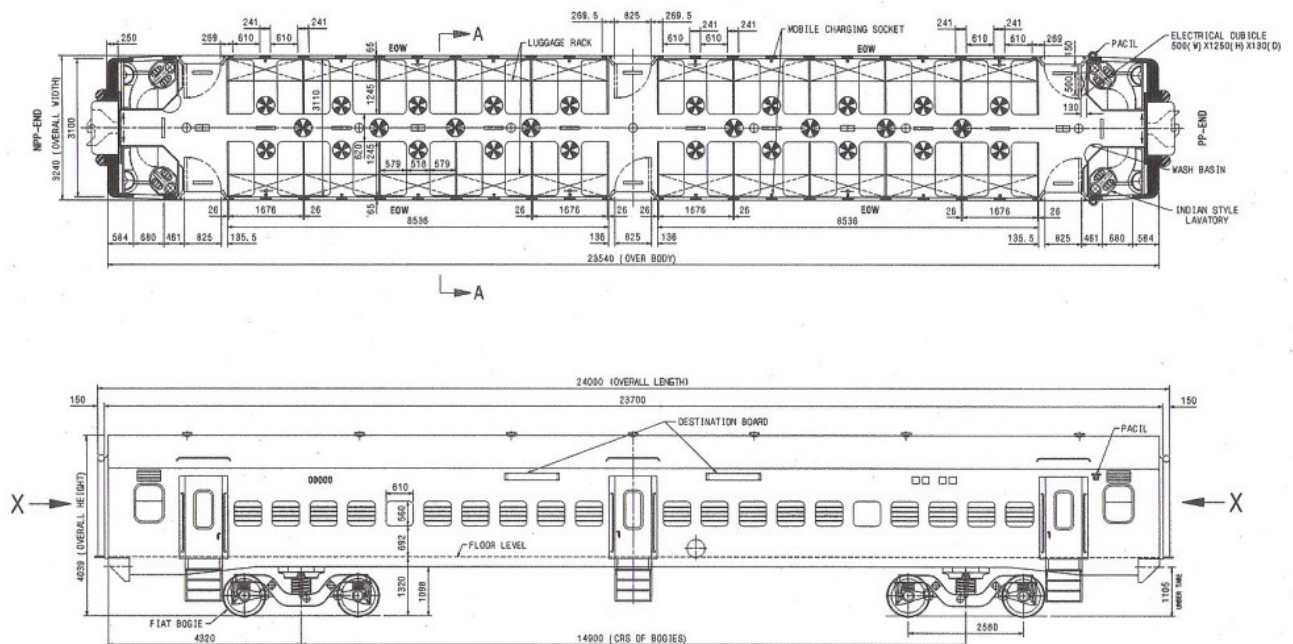 241 241 269.5 825 269.5 241 241
250 269 610 610 65 A 610 610 MOBILE CHARGING SOCKET 610 610 269 150 PACIL ELECTRICAL CUBICLE
500(W)X1250(H)X130(D)
EOW LUGGAGE RACK EOW
3110 1245 500
130
NPP-END 3240 (OVERALL WIDTH) 3100 PP-END
620 1245
579 518 579
WASH BASIN
INDIAN STYLE
LAVATORY
26 1676 26 65 EOW 26 1676 26 26 1676 26 EOW 26 1676 26
8536 8536
584 680 461 825 135.5 136 825 136 135.5 825 461 680 584
23540 (OVER BODY)
A
24000 (OVERALL LENGTH)
150 23700 150
DESTINATION BOARD PACIL
00000
610
X X
560
4039 (OVERALL HEIGHT)
692
FLOOR LEVEL
1320 1098 1105 UNDER TARE
FIAT BOGIE
4320 14900 (CRS OF BOGIES) 2560